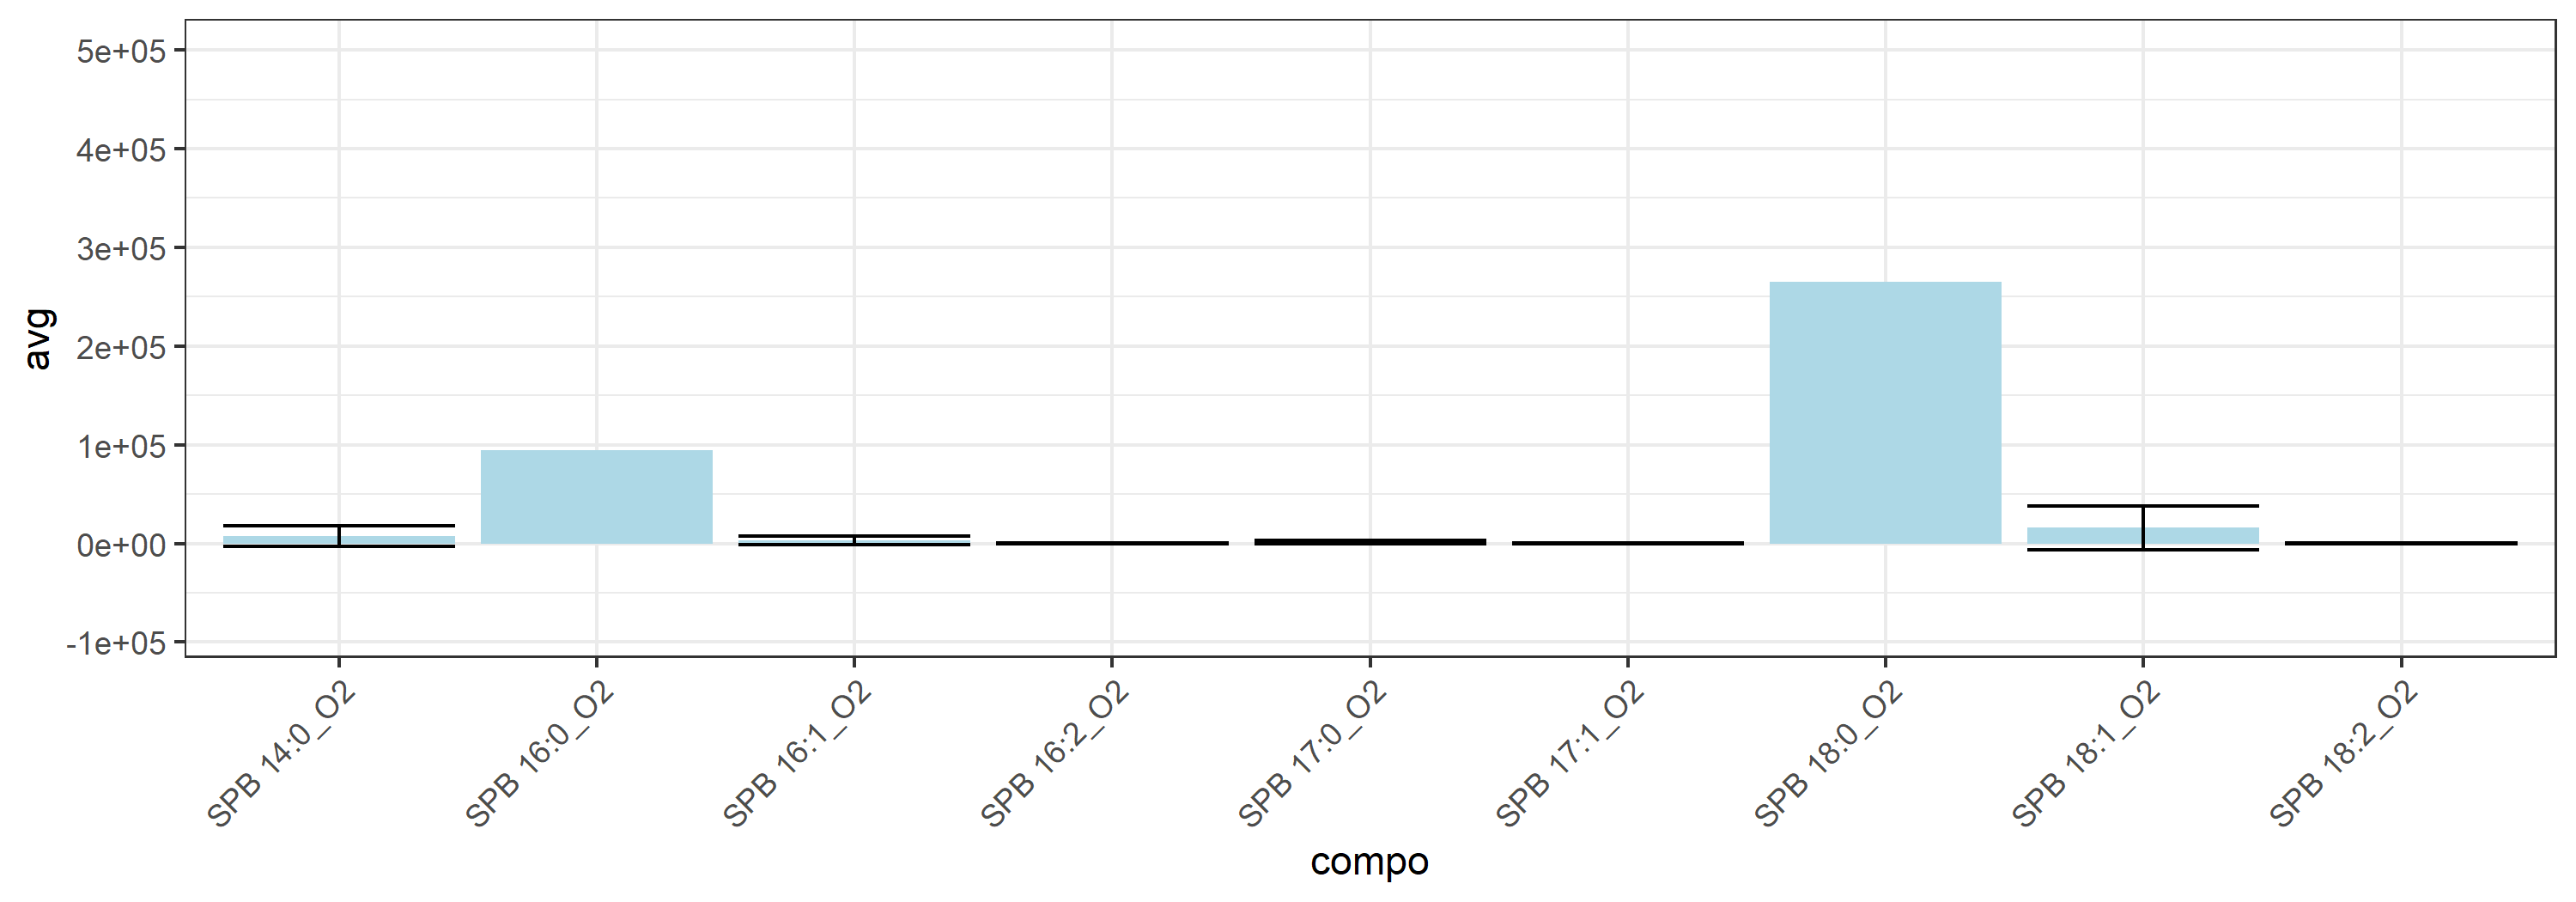 avg
5e+05
4e+05
3e+05
2e+05
1e+05
0e+00
-1e+05
SPB 14:0_O2
SPB 16:0_O2
SPB 16:1_O2
SPB 16:2_O2
SPB 17:0_O2
SPB 17:1_O2
SPB 18:0_O2
SPB 18:1_O2
SPB 18:2_O2
compo